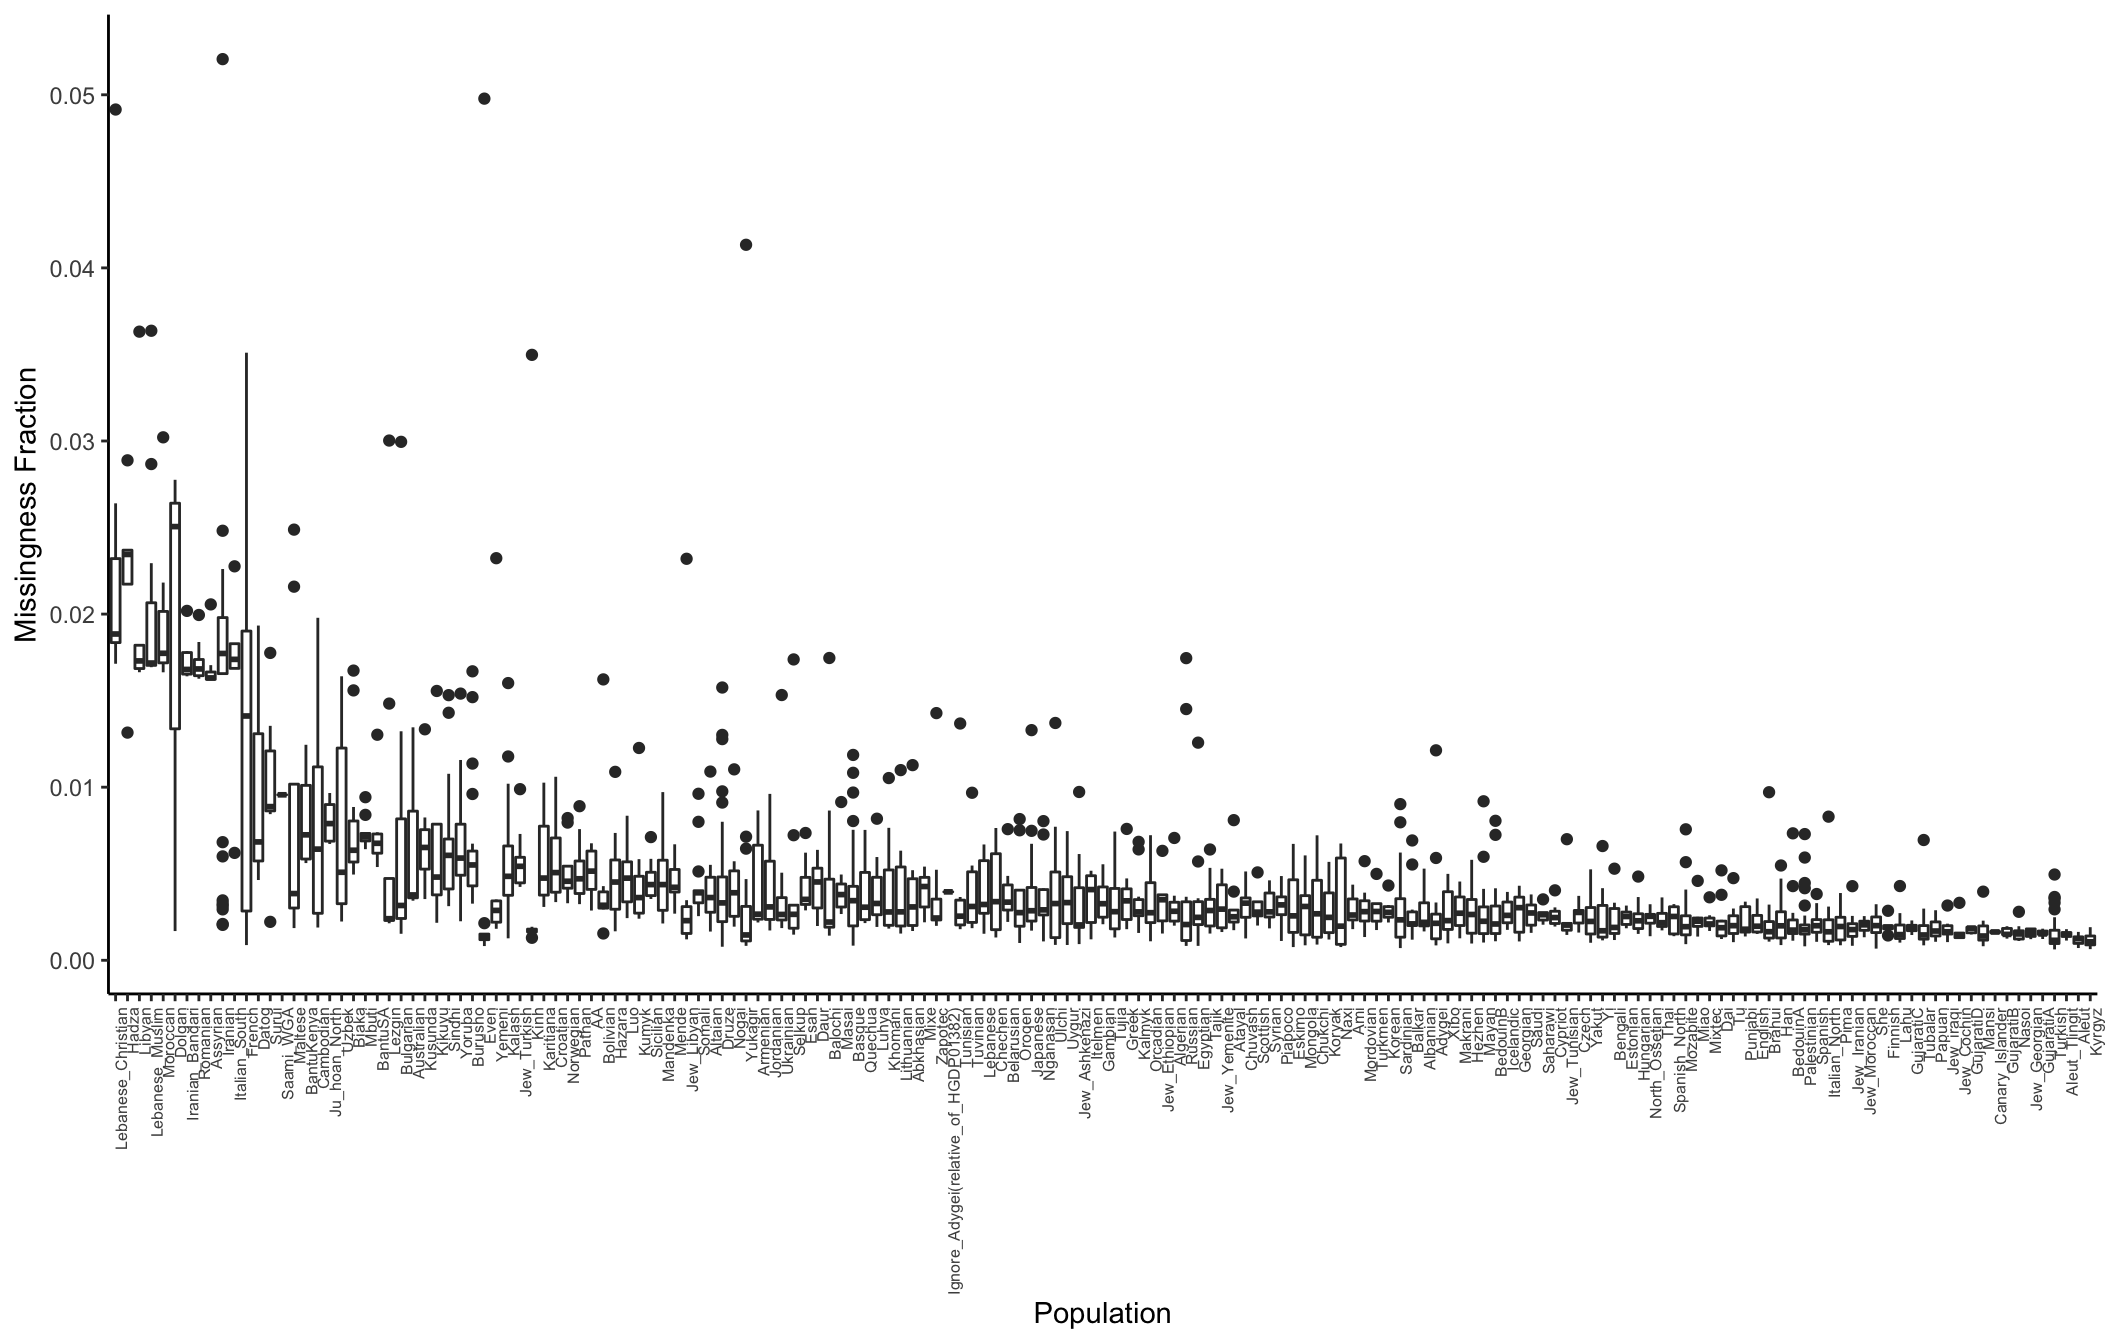 Missingness Fraction
0.05
0.04
0.03
0.02
0.01
0.00
Lebanese_Christian
Hadza
Libyan
Lebanese_Muslim
Moroccan
Dolgan
Iranian_Bandari
Romanian
Assyrian
Iranian
Italian_South
French
Datog
Surui
Saami_WGA
Maltese
BantuKenya
Cambodian
Ju_hoan_North
Uzbek
Biaka
Mbuti
BantuSA
Lezgin
Bulgarian
Australian
Kusunda
Kikuyu
Sindhi
Yoruba
Burusho
Even
Yemeni
Kalash
Jew_Turkish
Kinh
Karitiana
Croatian
Norwegian
Pathan
AA
Bolivian
Hazara
Luo
Kumyk
Sicilian
Mandenka
Mende
Jew_Libyan
Somali
Altaian
Druze
Nogai
Yukagir
Armenian
Jordanian
Ukrainian
Selkup
Esan
Daur
Balochi
Masai
Basque
Quechua
Luhya
Khomani
Lithuanian
Abkhasian
Mixe
Zapotec
Ignore_Adygei(relative_of_HGDP01382)
Tunisian
Tuvinian
Lebanese
Chechen
Belarusian
Oroqen
Japanese
Nganasan
Ulchi
Uygur
Jew_Ashkenazi
Itelmen
Gambian
Lahu
Greek
Kalmyk
Orcadian
Jew_Ethiopian
Algerian
Russian
Egyptian
Tajik
Jew_Yemenite
Atayal
Chuvash
Scottish
Syrian
Piapoco
Eskimo
Mongola
Chukchi
Koryak
Naxi
Ami
Mordovian
Turkmen
Korean
Sardinian
Balkar
Albanian
Adygei
Xibo
Makrani
Hezhen
Mayan
BedouinB
Icelandic
Georgian
Saudi
Saharawi
Cypriot
Jew_Tunisian
Czech
Yakut
Yi
Bengali
Estonian
Hungarian
North_Ossetian
Thai
Spanish_North
Mozabite
Miao
Mixtec
Dai
Tu
Punjabi
English
Brahui
Han
BedouinA
Palestinian
Spanish
Italian_North
Pima
Jew_Iranian
Jew_Moroccan
She
Finnish
Lahu
GujaratiC
Tubalar
Papuan
Jew_Iraqi
Jew_Cochin
GujaratiD
Mansi
Canary_Islander
GujaratiB
Nasoi
Jew_Georgian
GujaratiA
Turkish
Aleut_Tlingit
Aleut
Kyrgyz
Population